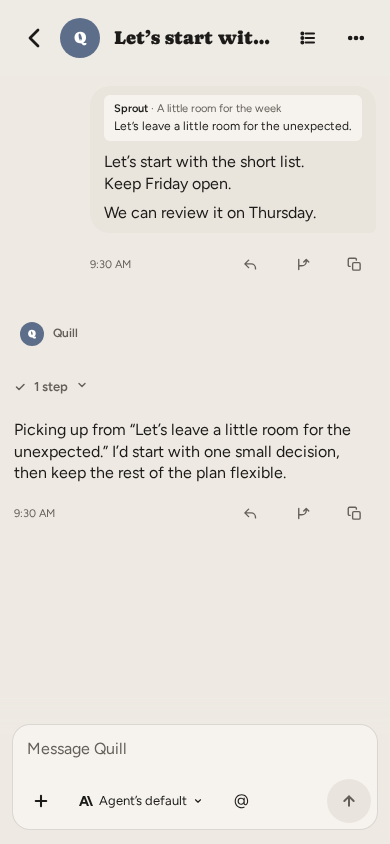 Q
Let's start wit...
Sprout · A little room for the week
Let's leave a little room for the unexpected.
Let's start with the short list.
Keep Friday open.
We can review it on Thursday.
9:30 AM
Q
Quill
1 step
Picking up from “Let's leave a little room for the
unexpected.” I'd start with one small decision,
then keep the rest of the plan flexible.
9:30 AM
Message Quill
Agent's default
@